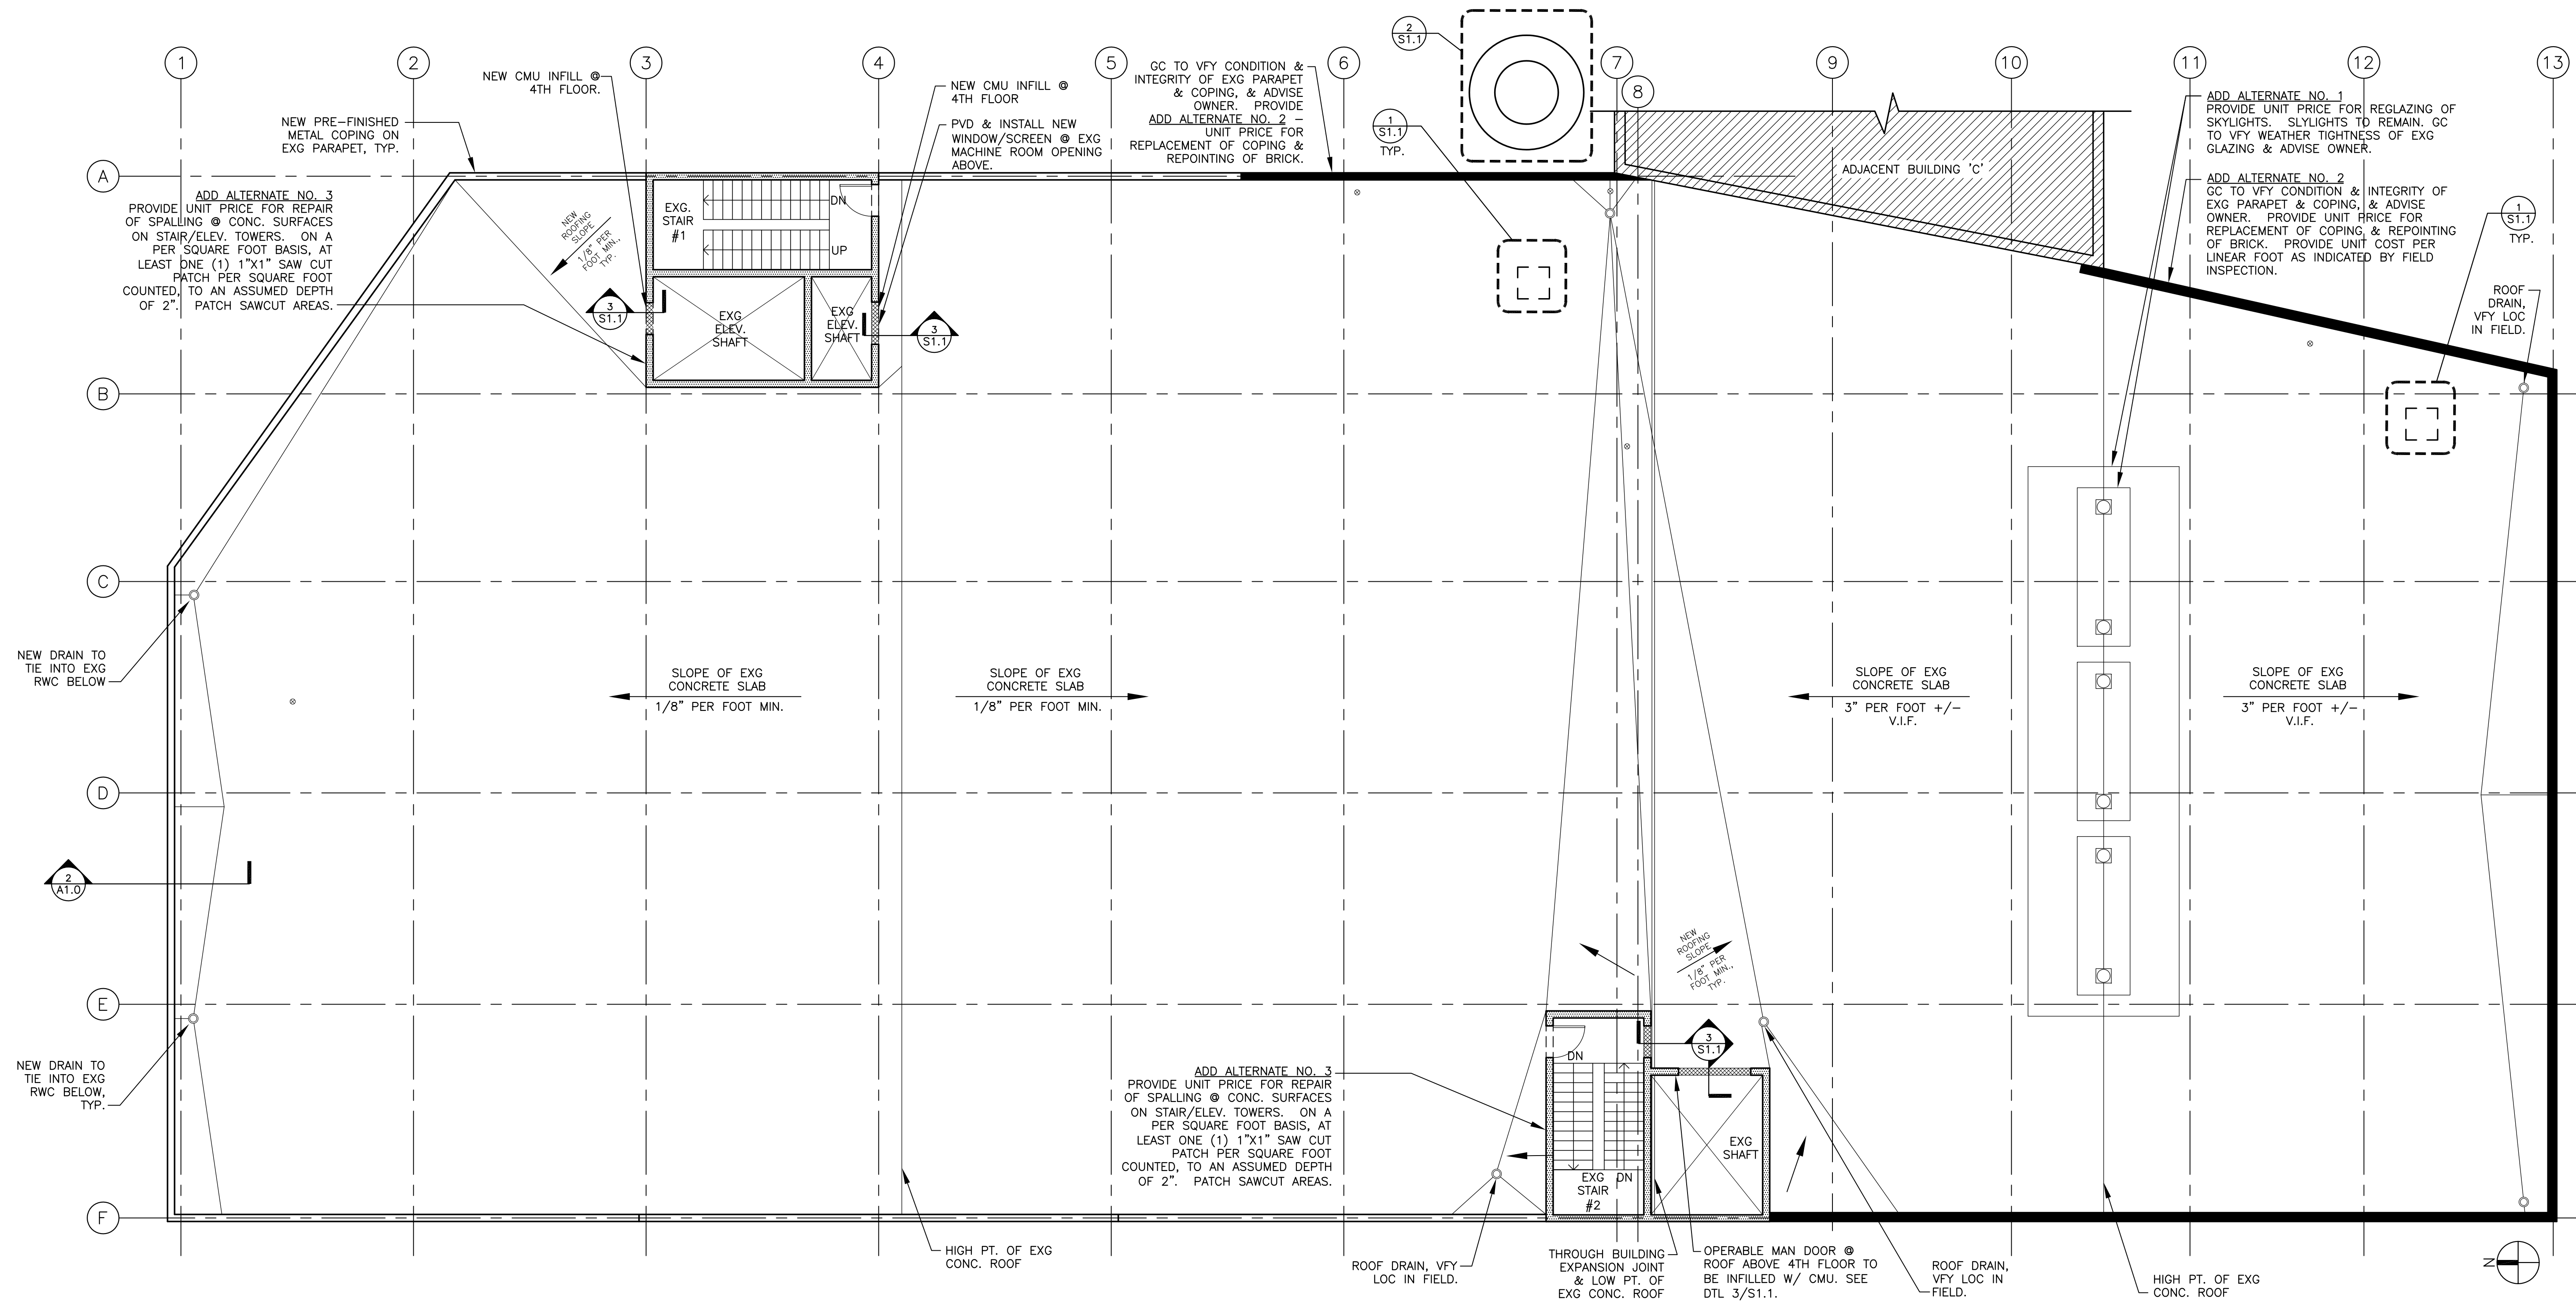 1
2
3
4
5
6
7
8
9
10
11
12
13
A
B
C
D
E
F
NEW CMU INFILL @
4TH FLOOR.
NEW PRE-FINISHED
METAL COPING ON
EXG PARAPET, TYP.
ADD ALTERNATE NO. 3
PROVIDE UNIT PRICE FOR REPAIR
OF SPALLING @ CONC. SURFACES
ON STAIR/ELEV. TOWERS. ON A
PER SQUARE FOOT BASIS, AT
LEAST ONE (1) 1"X1" SAW CUT
PATCH PER SQUARE FOOT
COUNTED, TO AN ASSUMED DEPTH
OF 2". PATCH SAWCUT AREAS.
NEW
ROOFING
SLOPE
1/8" PER
FOOT MIN.,
TYP.
EXG.
STAIR
#1
DN
UP
EXG
ELEV.
SHAFT
EXG
ELEV.
SHAFT
3
S1.1
3
S1.1
NEW CMU INFILL @
4TH FLOOR
PVD & INSTALL NEW
WINDOW/SCREEN @ EXG
MACHINE ROOM OPENING
ABOVE.
GC TO VFY CONDITION &
INTEGRITY OF EXG PARAPET
& COPING, & ADVISE
OWNER. PROVIDE
ADD ALTERNATE NO. 2 -
UNIT PRICE FOR
REPLACEMENT OF COPING &
REPOINTING OF BRICK.
2
S1.1
1
S1.1
TYP.
ADJACENT BUILDING 'C'
ADD ALTERNATE NO. 1
PROVIDE UNIT PRICE FOR REGLAZING OF
SKYLIGHTS. SLYLIGHTS TO REMAIN. GC
TO VFY WEATHER TIGHTNESS OF EXG
GLAZING & ADVISE OWNER.
ADD ALTERNATE NO. 2
GC TO VFY CONDITION & INTEGRITY OF
EXG PARAPET & COPING, & ADVISE
OWNER. PROVIDE UNIT PRICE FOR
REPLACEMENT OF COPING & REPOINTING
OF BRICK. PROVIDE UNIT COST PER
LINEAR FOOT AS INDICATED BY FIELD
INSPECTION.
1
S1.1
TYP.
ROOF
DRAIN,
VFY LOC
IN FIELD.
NEW DRAIN TO
TIE INTO EXG
RWC BELOW
SLOPE OF EXG
CONCRETE SLAB
1/8" PER FOOT MIN.
SLOPE OF EXG
CONCRETE SLAB
1/8" PER FOOT MIN.
SLOPE OF EXG
CONCRETE SLAB
3" PER FOOT +/-
V.I.F.
SLOPE OF EXG
CONCRETE SLAB
3" PER FOOT +/-
V.I.F.
2
A1.0
NEW
ROOFING
SLOPE
1/8" PER
FOOT MIN.,
TYP.
NEW DRAIN TO
TIE INTO EXG
RWC BELOW,
TYP.
ADD ALTERNATE NO. 3
PROVIDE UNIT PRICE FOR REPAIR
OF SPALLING @ CONC. SURFACES
ON STAIR/ELEV. TOWERS. ON A
PER SQUARE FOOT BASIS, AT
LEAST ONE (1) 1"X1" SAW CUT
PATCH PER SQUARE FOOT
COUNTED, TO AN ASSUMED DEPTH
OF 2". PATCH SAWCUT AREAS.
DN
3
S1.1
EXG
STAIR
#2
DN
EXG
SHAFT
HIGH PT. OF EXG
CONC. ROOF
ROOF DRAIN, VFY
LOC IN FIELD.
THROUGH BUILDING
EXPANSION JOINT
& LOW PT. OF
EXG CONC. ROOF
OPERABLE MAN DOOR @
ROOF ABOVE 4TH FLOOR TO
BE INFILLED W/ CMU. SEE
DTL 3/S1.1.
ROOF DRAIN,
VFY LOC IN
FIELD.
HIGH PT. OF EXG
CONC. ROOF
N